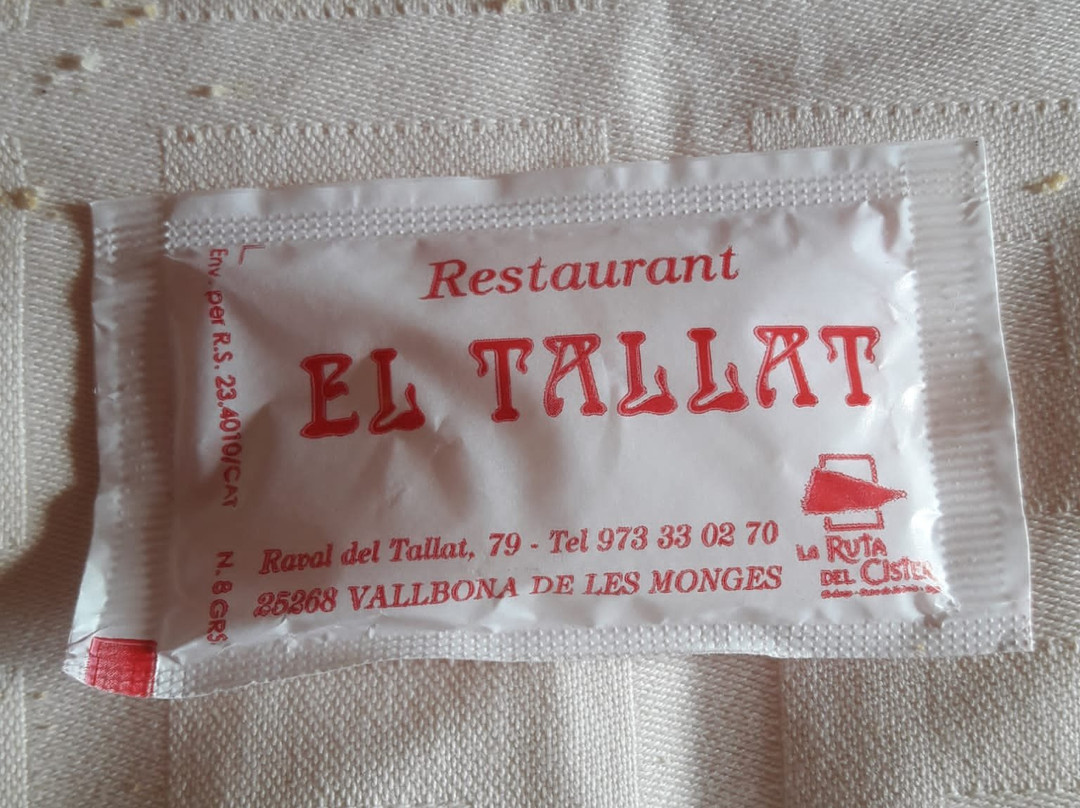 Restaurant
EL TALLAT
Raval del Tallat, 79 - Tel 973 33 02 70
25268 VALLBONA DE LES MONGES
LA RUTA
DEL CISTER
Env. per R.S. 23.4010/CAT
N. 8 GRS